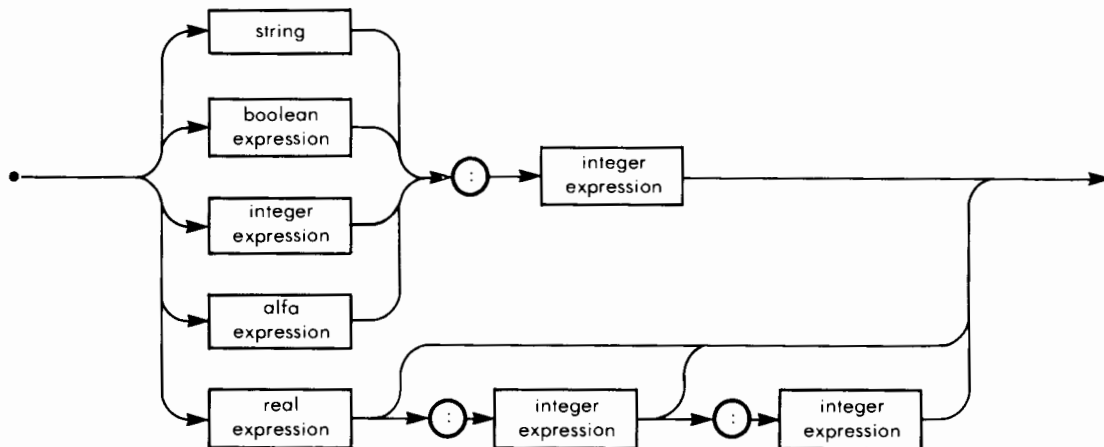 string
boolean
expression
:
integer
expression
integer
expression
alfa
expression
real
expression
:
integer
expression
:
integer
expression